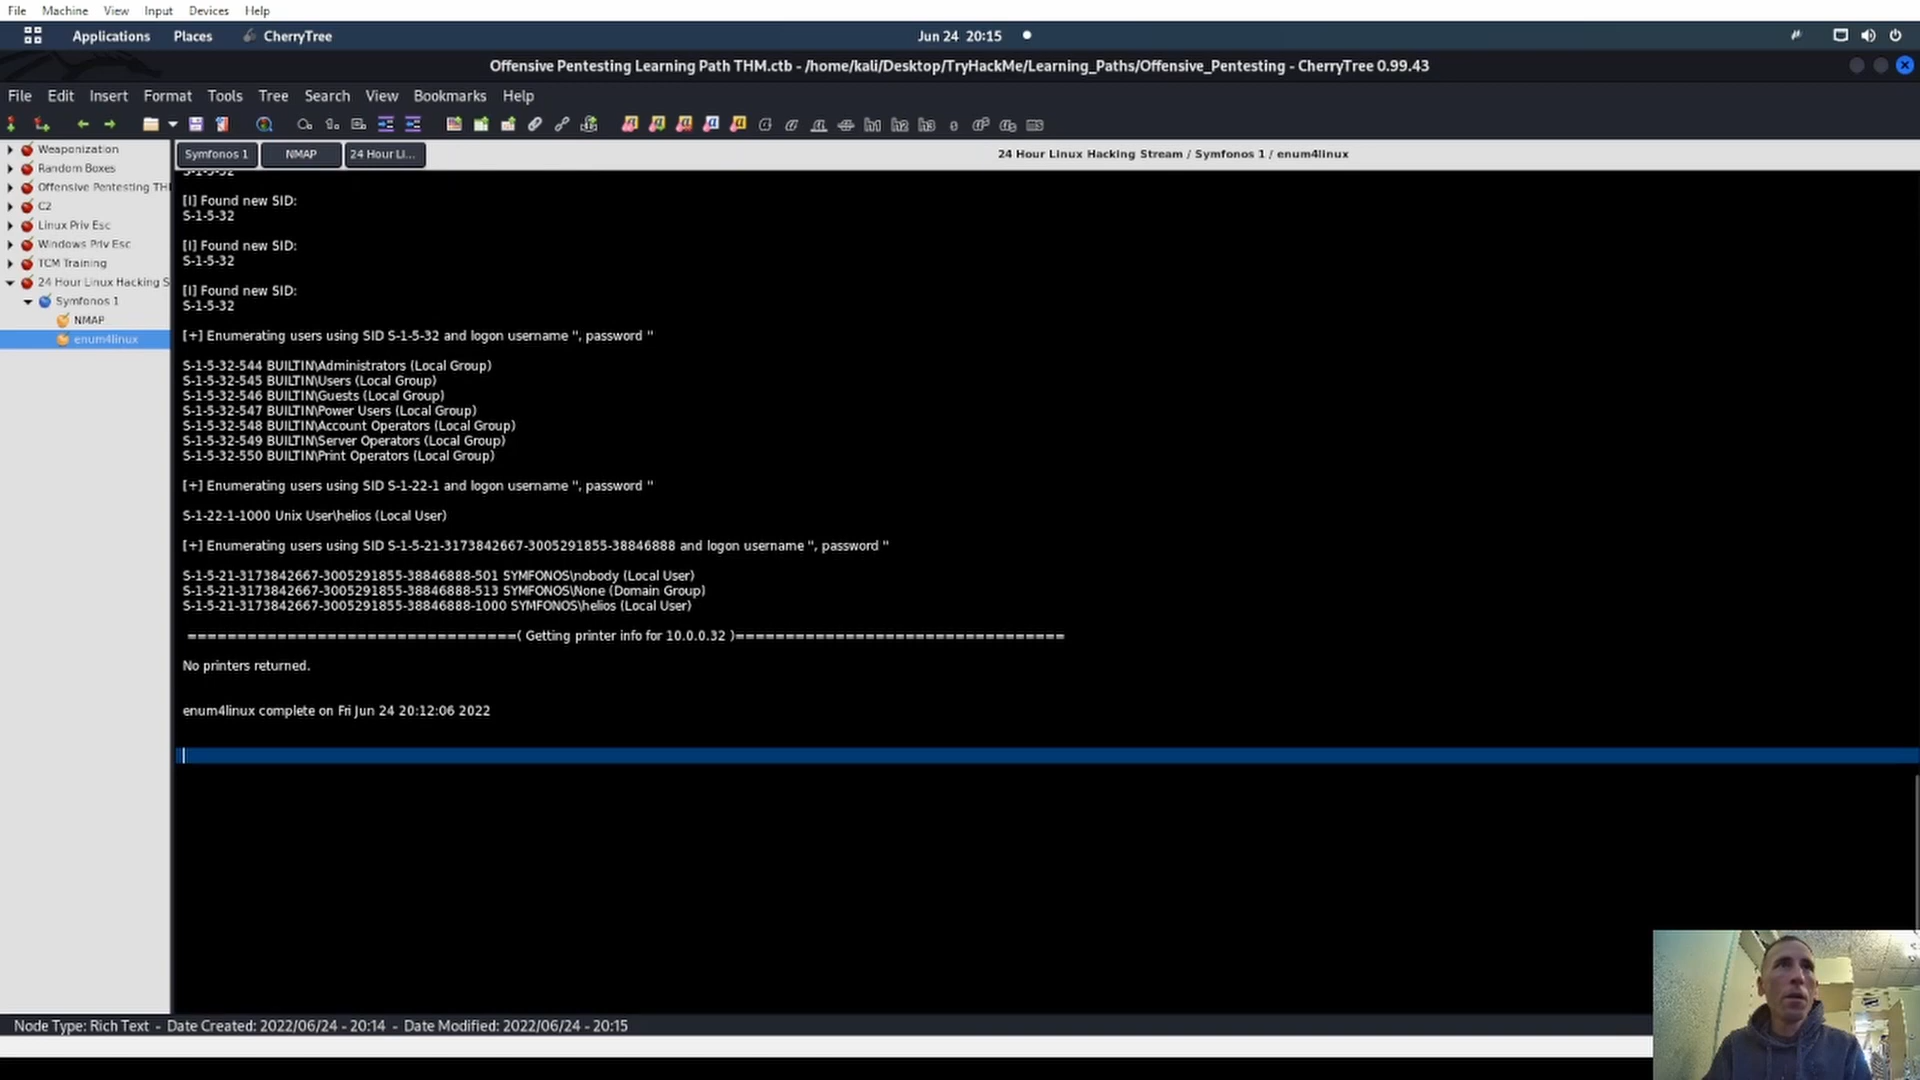 File Machine View Input Devices Help
Applications Places CherryTree Jun 24 20:15
Offensive Pentesting Learning Path THM.ctb - /home/kali/Desktop/TryHackMe/Learning_Paths/Offensive_Pentesting - CherryTree 0.99.43
File Edit Insert Format Tools Tree Search View Bookmarks Help
Weaponization
Random Boxes
Offensive Pentesting TH
C2
Linux Priv Esc
Windows Priv Esc
TCM Training
24 Hour Linux Hacking S
Symfonos 1
NMAP
enum4linux
Symfonos 1 NMAP 24 Hour Li... 24 Hour Linux Hacking Stream / Symfonos 1 / enum4linux
S-1-5-32
[I] Found new SID:
S-1-5-32
[I] Found new SID:
S-1-5-32
[I] Found new SID:
S-1-5-32
[+] Enumerating users using SID S-1-5-32 and logon username '', password ''
S-1-5-32-544 BUILTIN\Administrators (Local Group)
S-1-5-32-545 BUILTIN\Users (Local Group)
S-1-5-32-546 BUILTIN\Guests (Local Group)
S-1-5-32-547 BUILTIN\Power Users (Local Group)
S-1-5-32-548 BUILTIN\Account Operators (Local Group)
S-1-5-32-549 BUILTIN\Server Operators (Local Group)
S-1-5-32-550 BUILTIN\Print Operators (Local Group)
[+] Enumerating users using SID S-1-22-1 and logon username '', password ''
S-1-22-1-1000 Unix User\helios (Local User)
[+] Enumerating users using SID S-1-5-21-3173842667-3005291855-38846888 and logon username '', password ''
S-1-5-21-3173842667-3005291855-38846888-501 SYMFONOS\nobody (Local User)
S-1-5-21-3173842667-3005291855-38846888-513 SYMFONOS\None (Domain Group)
S-1-5-21-3173842667-3005291855-38846888-1000 SYMFONOS\helios (Local User)
=================================( Getting printer info for 10.0.0.32 )=================================
No printers returned.
enum4linux complete on Fri Jun 24 20:12:06 2022
Node Type: Rich Text - Date Created: 2022/06/24 - 20:14 - Date Modified: 2022/06/24 - 20:15